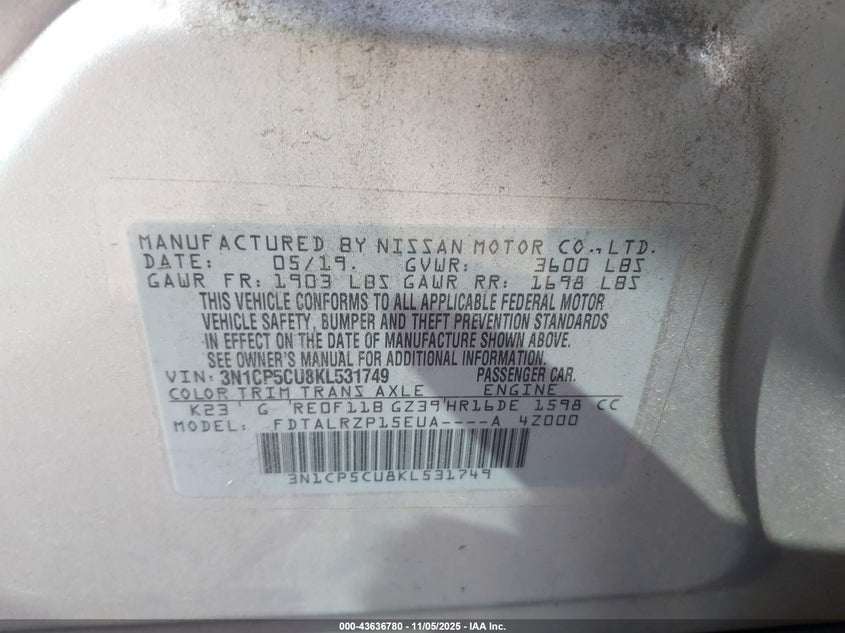 MANUFACTURED BY NISSAN MOTOR CO., LTD.
DATE: 05/19. GVWR: 3600 LBS
GAWR FR: 1903 LBS GAWR RR: 1698 LBS
THIS VEHICLE CONFORMS TO ALL APPLICABLE FEDERAL MOTOR
VEHICLE SAFETY, BUMPER AND THEFT PREVENTION STANDARDS
IN EFFECT ON THE DATE OF MANUFACTURE SHOWN ABOVE.
SEE OWNER'S MANUAL FOR ADDITIONAL INFORMATION.
VIN: 3N1CP5CU8KL531749 PASSENGER CAR.
COLOR TRIM TRANS AXLE ENGINE
K23 G RE0F11B GZ39 HR16DE 1598 CC
MODEL: FDTALRZP15EUA----A 4Z000
3N1CP5CU8KL531749
000-43636780 - 11/05/2025 - IAA Inc.